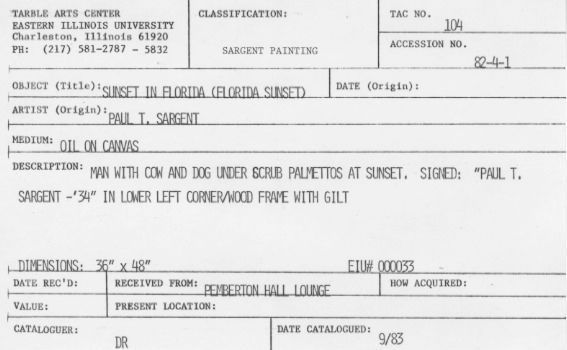 TARBLE ARTS CENTER
EASTERN ILLINOIS UNIVERSITY
Charleston, Illinois 61920
PH: (217) 581-2787 - 5832
CLASSIFICATION:
SARGENT PAINTING
TAC NO.
104
ACCESSION NO.
82-4-1
OBJECT (Title): SUNSET IN FLORIDA (FLORIDA SUNSET)
DATE (Origin):
ARTIST (Origin): PAUL T. SARGENT
MEDIUM: OIL ON CANVAS
DESCRIPTION: MAN WITH COW AND DOG UNDER SCRUB PALMETTOS AT SUNSET. SIGNED: "PAUL T.
SARGENT -'34" IN LOWER LEFT CORNER/WOOD FRAME WITH GILT
DIMENSIONS: 36" x 48" EIU# 000033
DATE REC'D:
RECEIVED FROM: PEMBERTON HALL LOUNGE
HOW ACQUIRED:
VALUE:
PRESENT LOCATION:
CATALOGUER:
DR
DATE CATALOGUED:
9/83